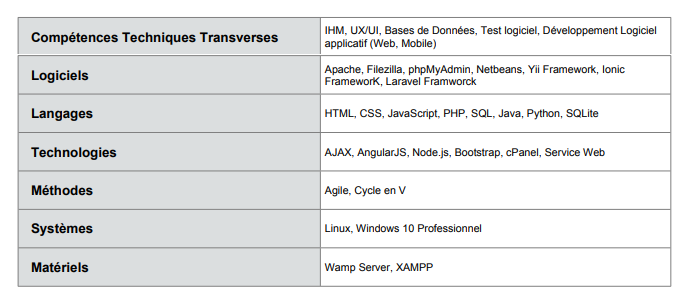 Compétences Techniques Transverses
IHM, UX/UI, Bases de Données, Test logiciel, Développement Logiciel
applicatif (Web, Mobile)
Logiciels
Apache, Filezilla, phpMyAdmin, Netbeans, Yii Framework, Ionic
FrameworK, Laravel Framworck
Langages
HTML, CSS, JavaScript, PHP, SQL, Java, Python, SQLite
Technologies
AJAX, AngularJS, Node.js, Bootstrap, cPanel, Service Web
Méthodes
Agile, Cycle en V
Systèmes
Linux, Windows 10 Professionnel
Matériels
Wamp Server, XAMPP